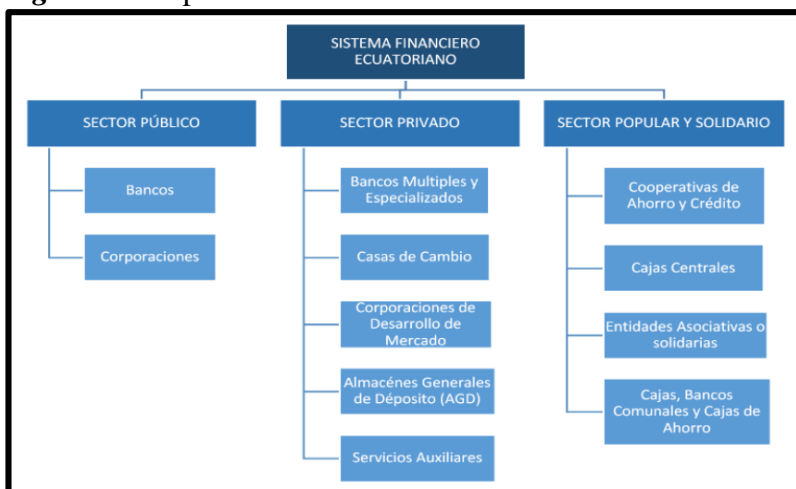 SISTEMA FINANCIERO
ECUATORIANO
SECTOR PÚBLICO
SECTOR PRIVADO
SECTOR POPULAR Y SOLIDARIO
Bancos
Corporaciones
Bancos Multiples y
Especializados
Casas de Cambio
Corporaciones de
Desarrollo de
Mercado
Almacénes Generales
de Déposito (AGD)
Servicios Auxiliares
Cooperativas de
Ahorro y Crédito
Cajas Centrales
Entidades Asociativas o
solidarias
Cajas, Bancos
Comunales y Cajas de
Ahorro